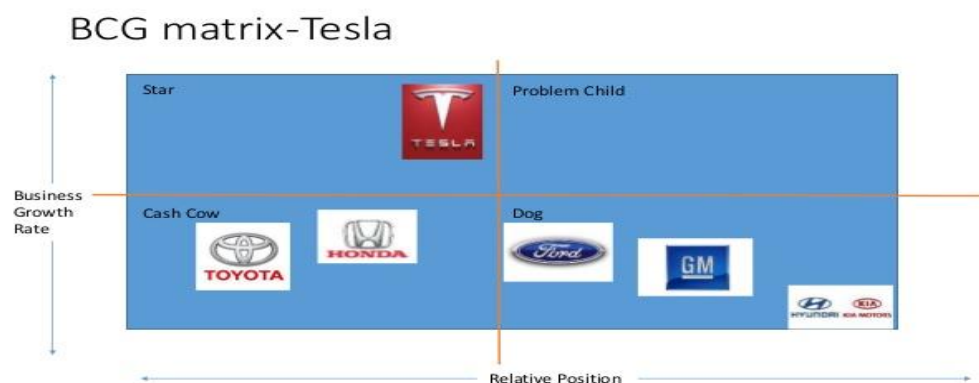 BCG matrix-Tesla
Star
Problem Child
TESLA
Business
Growth
Rate
Cash Cow
Dog
TOYOTA
HONDA
Ford
GM
HYUNDAI
KIA
KIA MOTORS
Relative Position